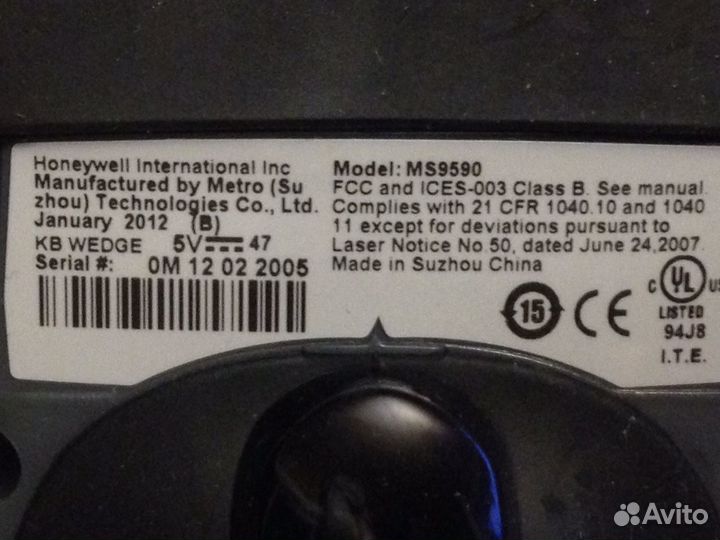 Honeywell International Inc
Manufactured by Metro (Su
zhou) Technologies Co., Ltd.
January 2012 (B)
KB WEDGE 5V 47
Serial #: 0M 12 02 2005
Model: MS9590
FCC and ICES-003 Class B. See manual
Complies with 21 CFR 1040.10 and 1040
11 except for deviations pursuant to
Laser Notice No.50, dated June 24,2007
Made in Suzhou China
15
CE
C UL US
LISTED
94J8
I.T.E.
Avito